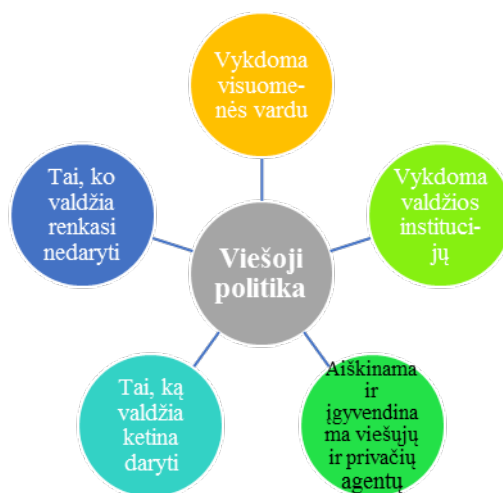 Vykdoma
visuome-
nės vardu
Tai, ko
valdžia
renkasi
nedaryti
Vykdoma
valdžios
instituci-
jų
Viešoji
politika
Tai, ką
valdžia
ketina
daryti
Aiškinama
ir
įgyvendina
ma viešųjų
ir privačių
agentų